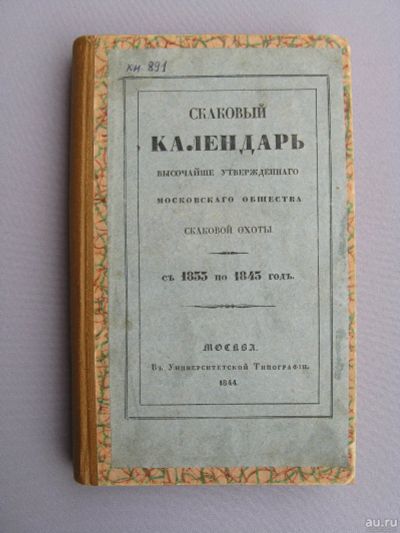 кн 891
СКАКОВЫЙ
КАЛЕНДАРЬ
ВЫСОЧАЙШЕ УТВЕРЖДЕННАГО
МОСКОВСКАГО ОБЩЕСТВА
СКАКОВОЙ ОХОТЫ
съ 1833 по 1843 годъ.
МОСКВА.
Въ Университетской Типографіи.
1844.
au.ru